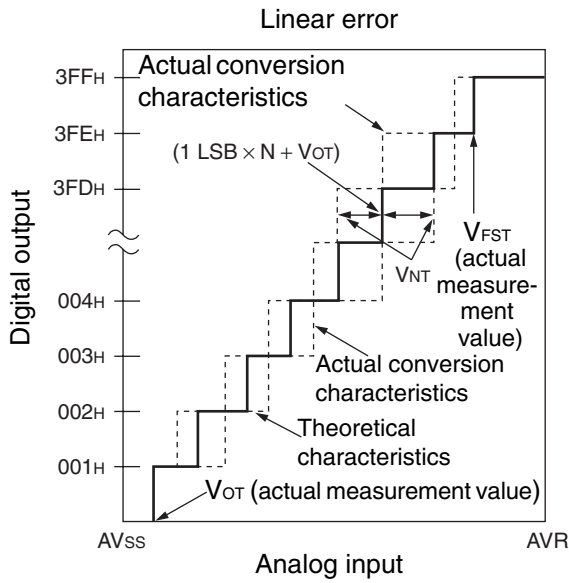 Linear error
3FFH
3FEH
3FDH
004H
003H
002H
001H
Digital output
Actual conversion
characteristics
(1 LSB × N + VOT)
VNT
VFST
(actual
measure-
ment
value)
Actual conversion
characteristics
Theoretical
characteristics
VOT (actual measurement value)
AVSS
AVR
Analog input